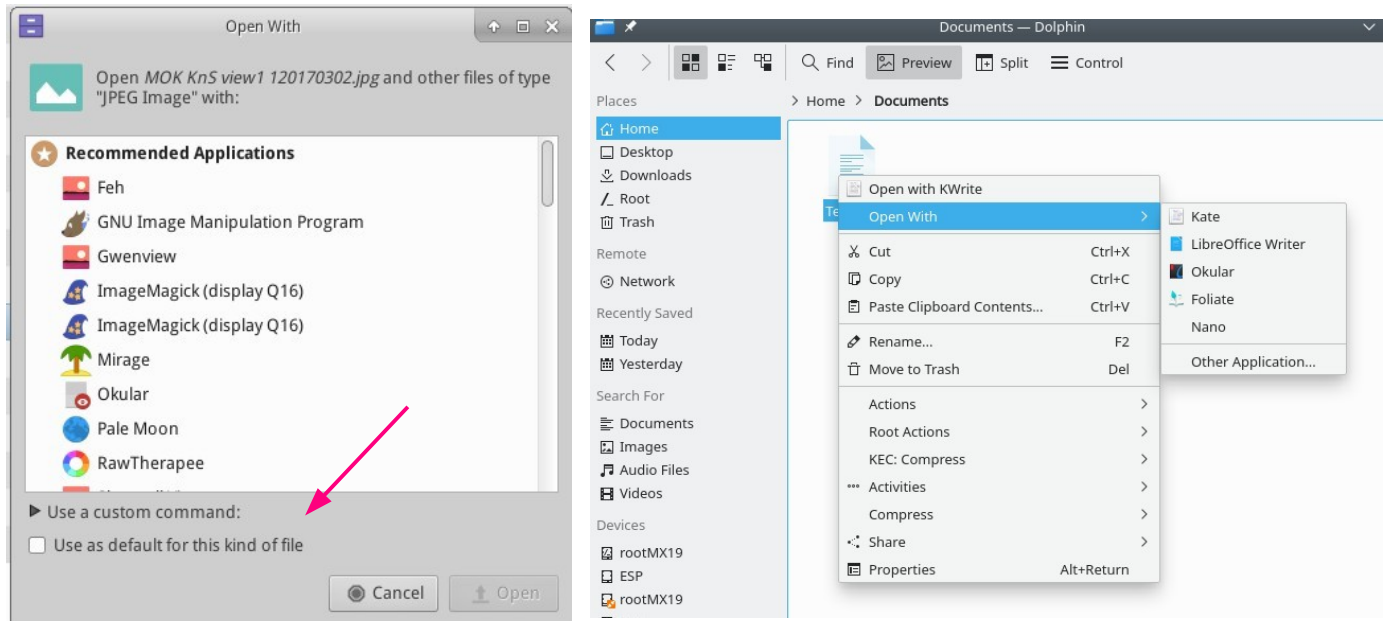 Open With
Open MOK KnS view1 120170302.jpg and other files of type
"JPEG Image" with:
Recommended Applications
Feh
GNU Image Manipulation Program
Gwenview
ImageMagick (display Q16)
ImageMagick (display Q16)
Mirage
Okular
Pale Moon
RawTherapee
Use a custom command:
Use as default for this kind of file
Cancel
Open
Documents — Dolphin
Find
Preview
Split
Control
Places
Home
Desktop
Downloads
Root
Trash
Remote
Network
Recently Saved
Today
Yesterday
Search For
Documents
Images
Audio Files
Videos
Devices
rootMX19
ESP
rootMX19
> Home > Documents
Te
Open with KWrite
Open With
Cut Ctrl+X
Copy Ctrl+C
Paste Clipboard Contents... Ctrl+V
Rename... F2
Move to Trash Del
Actions
Root Actions
KEC: Compress
Activities
Compress
Share
Properties Alt+Return
Kate
LibreOffice Writer
Okular
Foliate
Nano
Other Application...